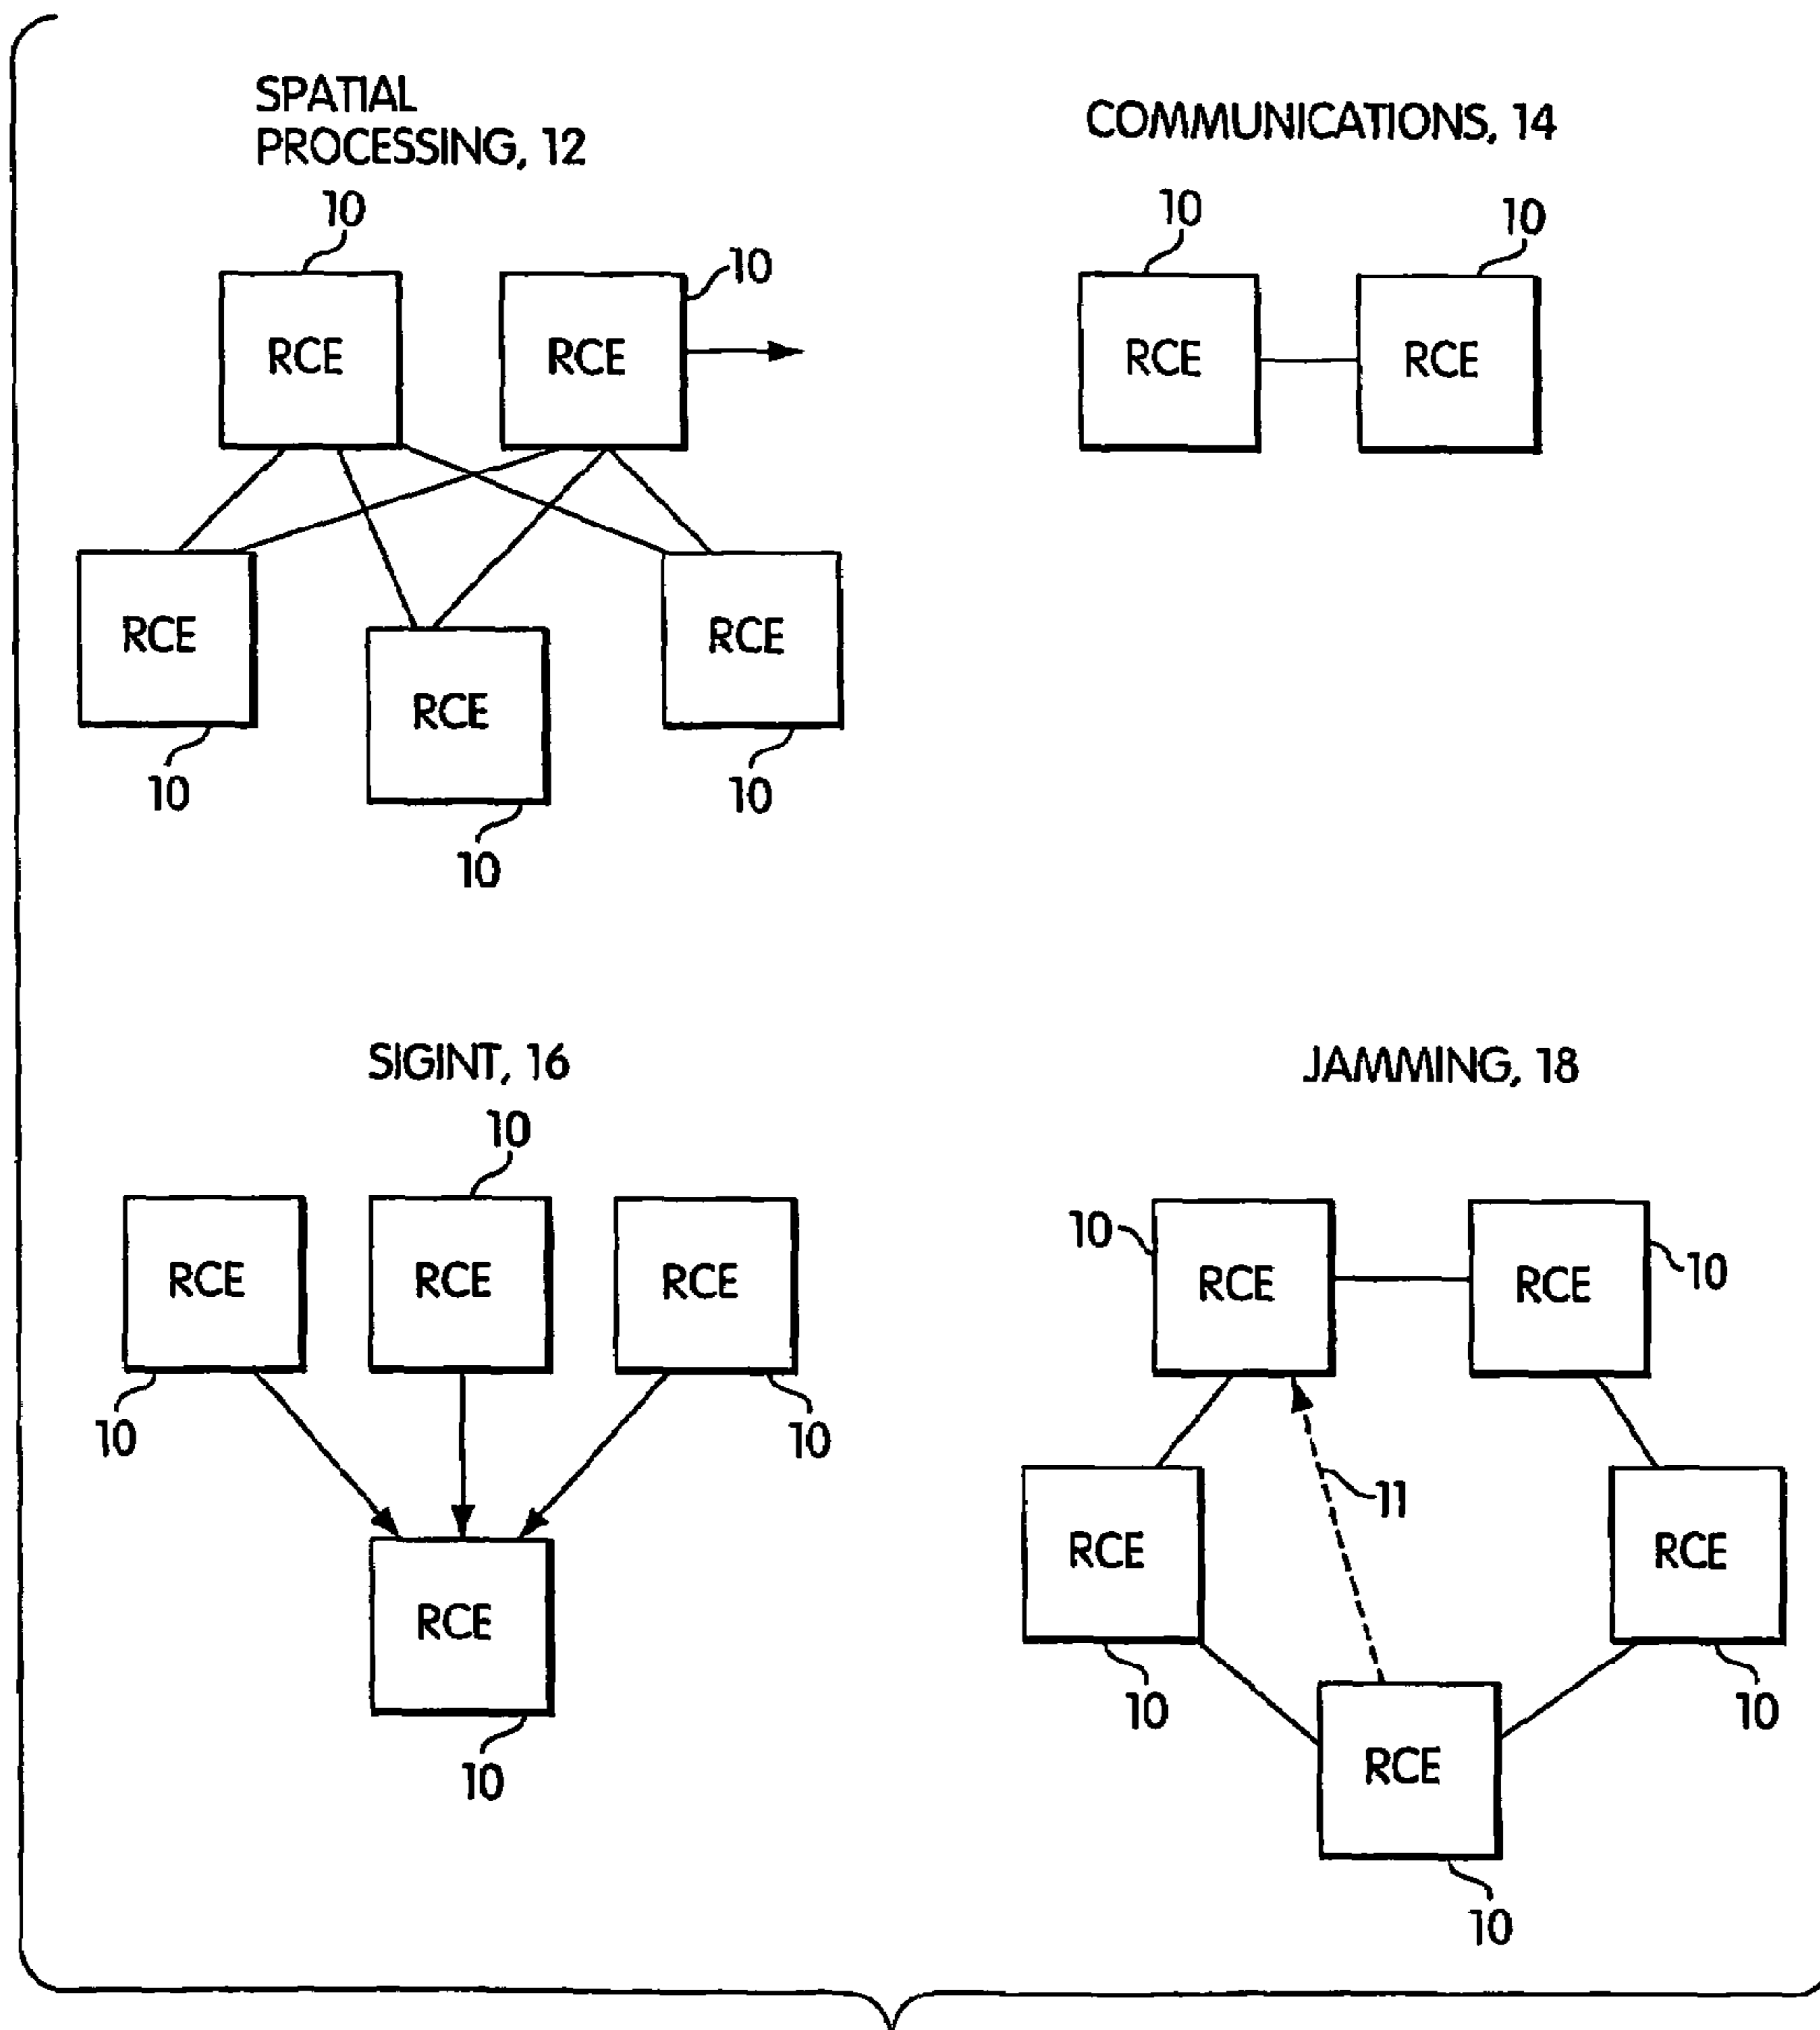 SPATIAL
PROCESSING, 12
10
10
RCE
RCE
RCE
RCE
RCE
10
10
10
COMMUNICATIONS, 14
10
10
RCE
RCE
SIGINT, 16
10
RCE
RCE
RCE
10
10
RCE
10
JAMMING, 18
10
RCE
RCE
10
11
RCE
RCE
10
10
RCE
10